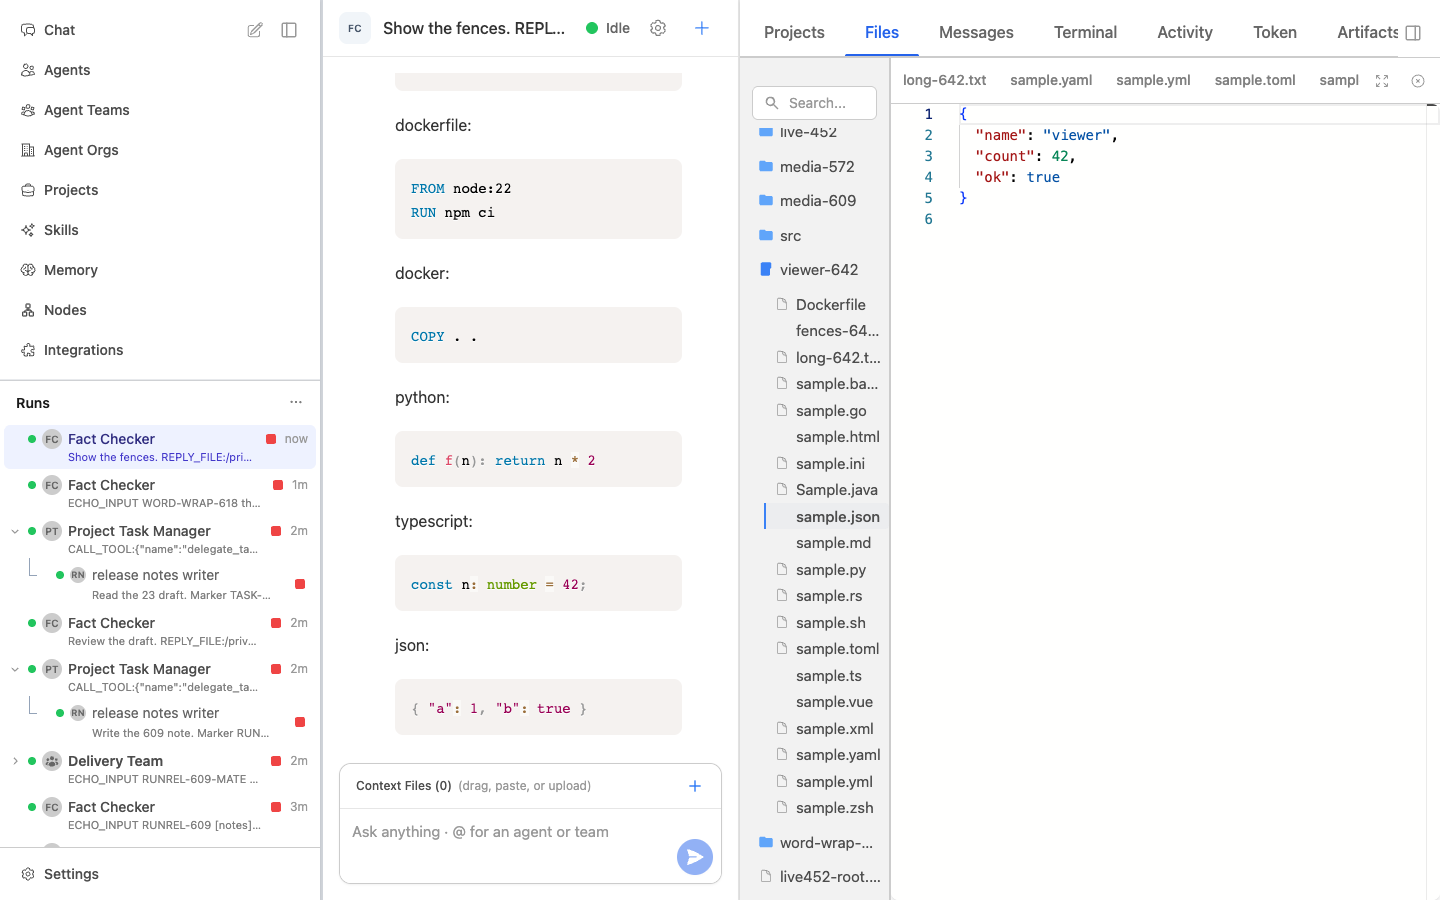 Chat
Agents
Agent Teams
Agent Orgs
Projects
Skills
Memory
Nodes
Integrations
Runs
...
FC Fact Checker now
Show the fences. REPLY_FILE:/pri...
FC Fact Checker 1m
ECHO_INPUT WORD-WRAP-618 th...
PT Project Task Manager 2m
CALL_TOOL:{"name":"delegate_ta...
RN release notes writer
Read the 23 draft. Marker TASK-...
FC Fact Checker 2m
Review the draft. REPLY_FILE:/priv...
PT Project Task Manager 2m
CALL_TOOL:{"name":"delegate_ta...
RN release notes writer
Write the 609 note. Marker RUN...
Delivery Team 2m
ECHO_INPUT RUNREL-609-MATE ...
FC Fact Checker 3m
ECHO_INPUT RUNREL-609 [notes]...
Settings
FC Show the fences. REPL... Idle
dockerfile:
FROM node:22
RUN npm ci
docker:
COPY . .
python:
def f(n): return n * 2
typescript:
const n: number = 42;
json:
{ "a": 1, "b": true }
Context Files (0) (drag, paste, or upload)
Ask anything · @ for an agent or team
Projects Files Messages Terminal Activity Token Artifacts
Search...
live-452
media-572
media-609
src
viewer-642
Dockerfile
fences-64...
long-642.t...
sample.ba...
sample.go
sample.html
sample.ini
Sample.java
sample.json
sample.md
sample.py
sample.rs
sample.sh
sample.toml
sample.ts
sample.vue
sample.xml
sample.yaml
sample.yml
sample.zsh
word-wrap-...
live452-root....
long-642.txt sample.yaml sample.yml sample.toml sampl
1 {
2 "name": "viewer",
3 "count": 42,
4 "ok": true
5 }
6